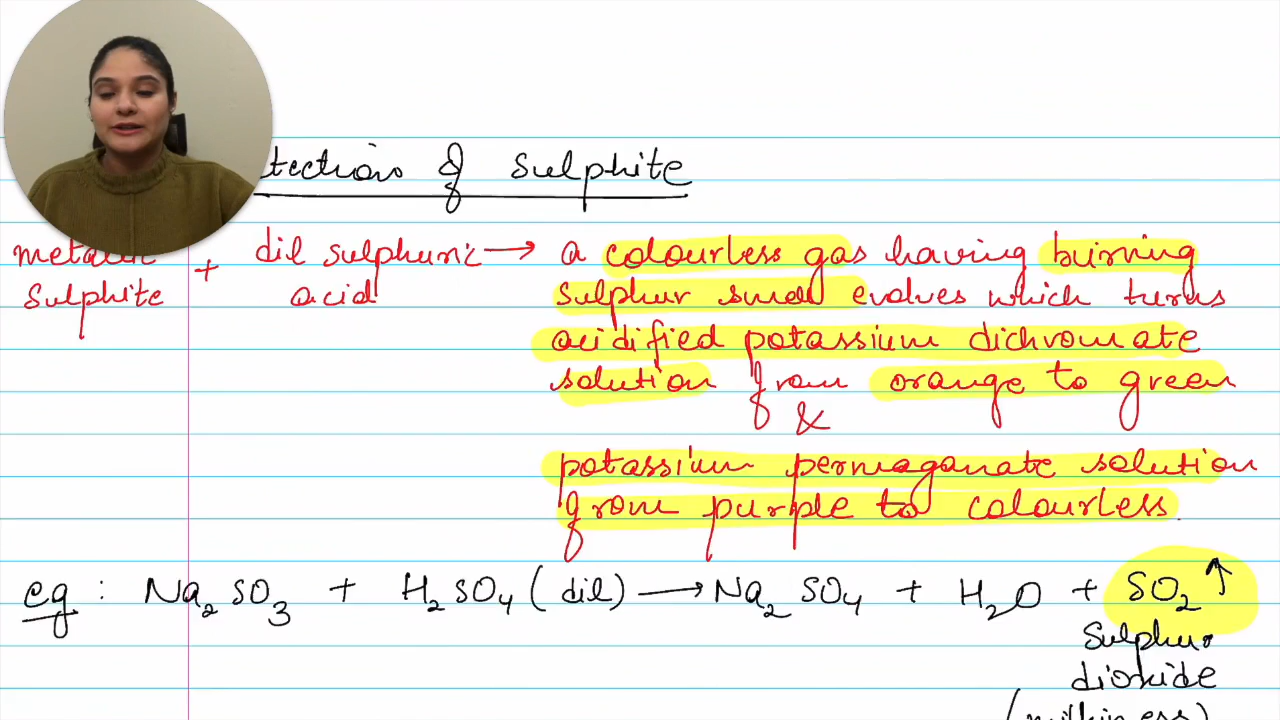 tection of Sulphite
metallic + dil sulphuric → a colourless gas having burning
sulphite acid sulphur smell evolves which turns
acidified potassium dichromate
solution from orange to green
&
potassium permaganate solution
from purple to colourless.
eg : Na₂SO₃ + H₂SO₄ (dil) → Na₂SO₄ + H₂O + SO₂ ↑
Sulphur
dioxide